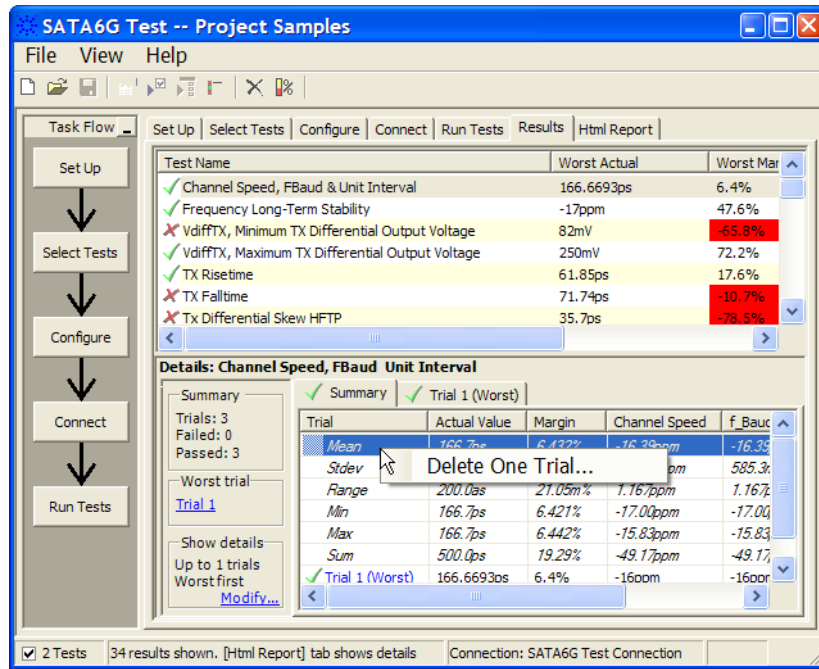 SATA6G Test -- Project Samples
File View Help
Task Flow
Set Up
Select Tests
Configure
Connect
Run Tests
Set Up Select Tests Configure Connect Run Tests Results Html Report
Test Name Worst Actual Worst Mar
Channel Speed, FBaud & Unit Interval 166.6693ps 6.4%
Frequency Long-Term Stability -17ppm 47.6%
VdiffTX, Minimum TX Differential Output Voltage 82mV -65.8%
VdiffTX, Maximum TX Differential Output Voltage 250mV 72.2%
TX Risetime 61.85ps 17.6%
TX Falltime 71.74ps -10.7%
Tx Differential Skew HFTP 35.7ps -78.5%
Details: Channel Speed, FBaud Unit Interval
Summary
Trials: 3
Failed: 0
Passed: 3
Worst trial
Trial 1
Show details
Up to 1 trials
Worst first
Modify...
Summary Trial 1 (Worst)
Trial Actual Value Margin Channel Speed f_Baud
Mean 166.7ps 6.432% -16.39ppm -16.39
Delete One Trial...
Stdev ppm 585.3
Range 200.0as 21.05m% 1.167ppm 1.167p
Min 166.7ps 6.421% -17.00ppm -17.00
Max 166.7ps 6.442% -15.83ppm -15.83
Sum 500.0ps 19.29% -49.17ppm -49.17
Trial 1 (Worst) 166.6693ps 6.4% -16ppm -16ppm
2 Tests 34 results shown. [Html Report] tab shows details Connection: SATA6G Test Connection